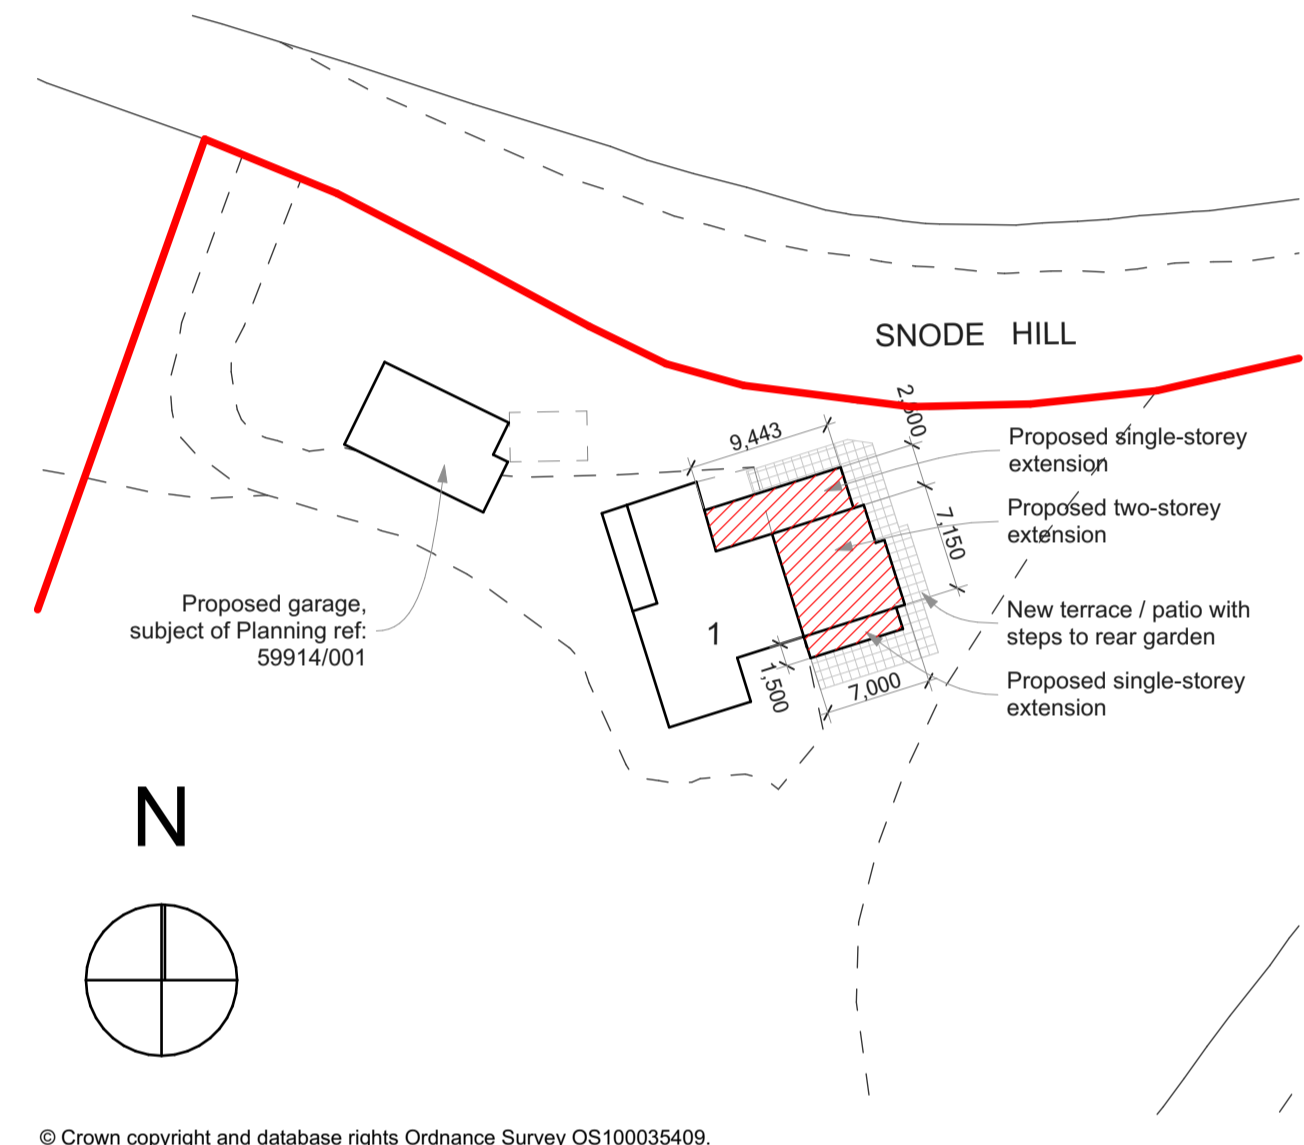 SNODE HILL
2,500
9,443
Proposed single-storey
extension
7,150
Proposed two-storey
extension
Proposed garage,
subject of Planning ref:
59914/001
1
New terrace / patio with
steps to rear garden
1,500
7,000
Proposed single-storey
extension
N
© Crown copyright and database rights Ordnance Survey OS100035409.